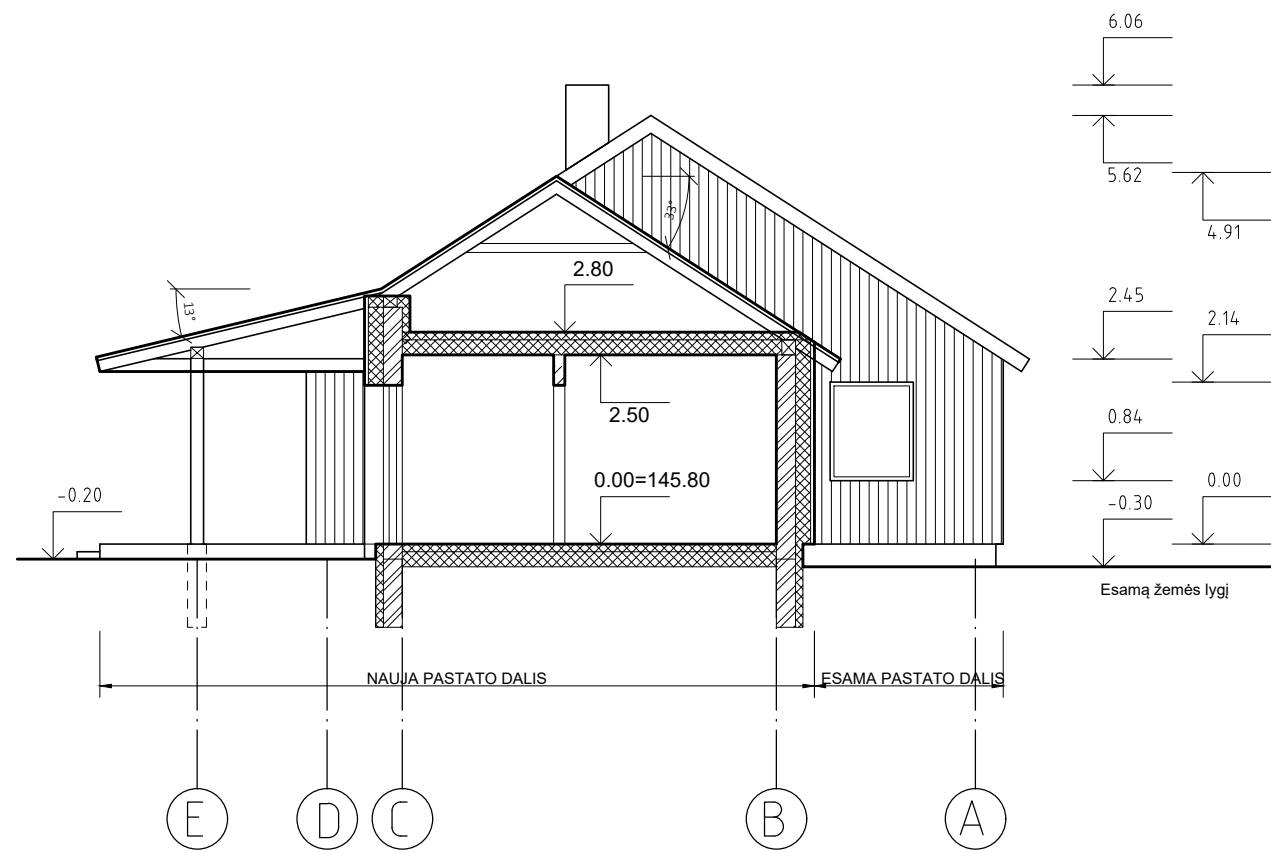 6.06
5.62
4.91
33°
2.80
13°
2.45
2.14
2.50
0.84
0.00=145.80
0.00
-0.20
-0.30
Esamą žemės lygį
NAUJA PASTATO DALIS
ESAMA PASTATO DALIS
E
D
C
B
A